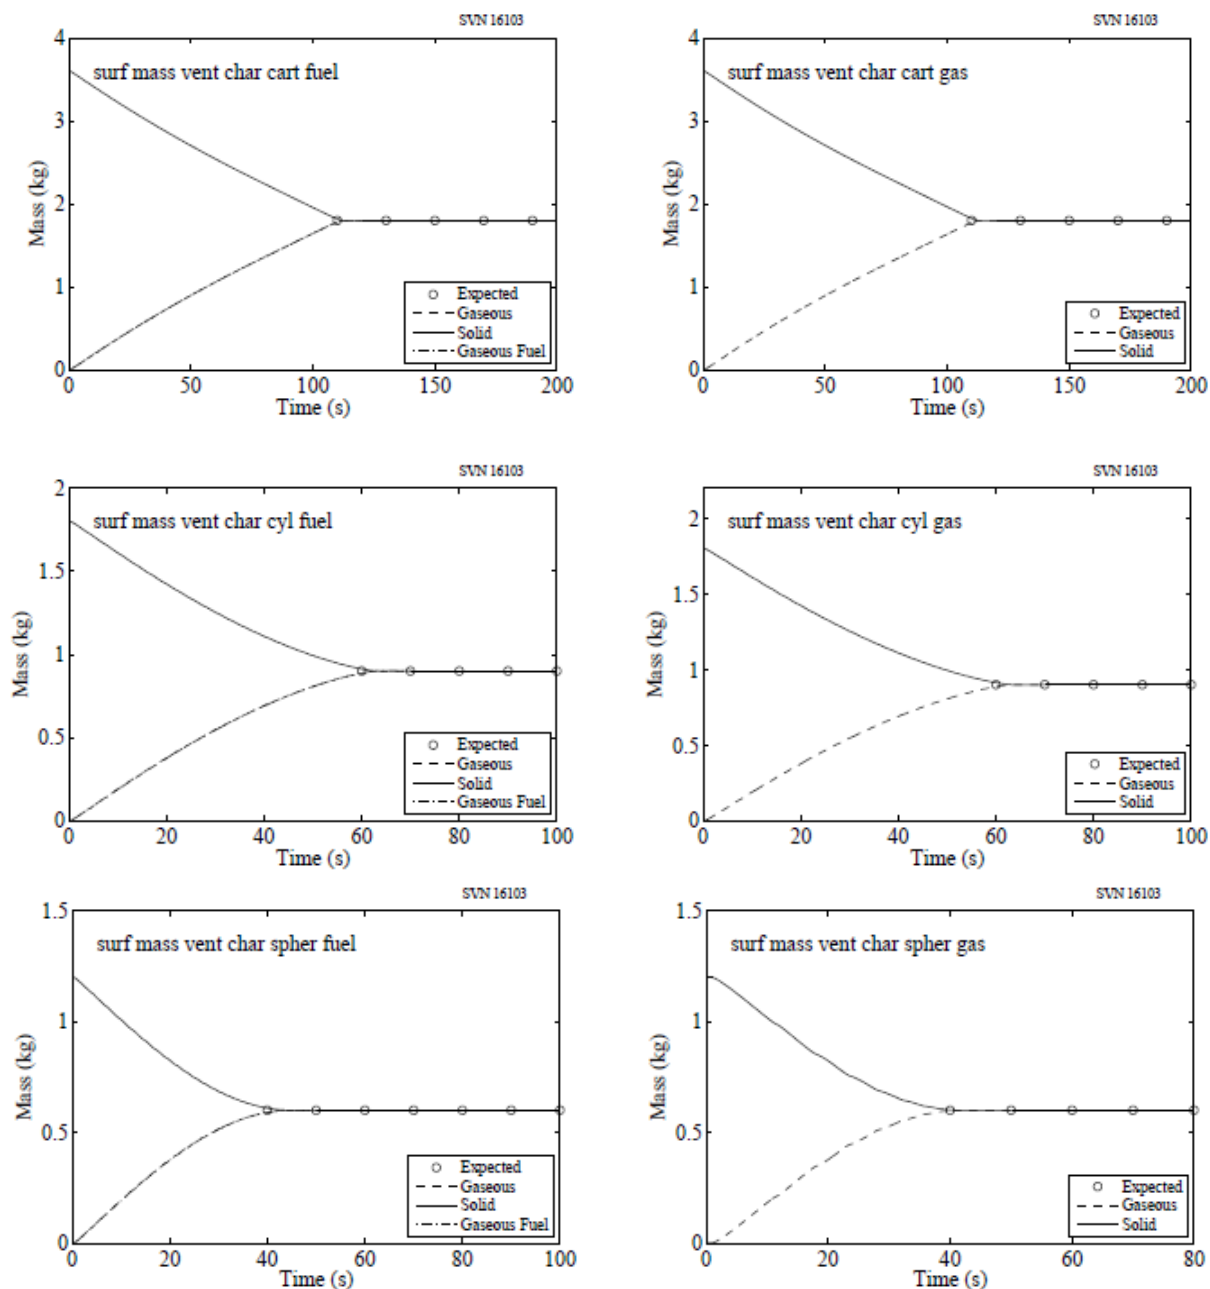 SVN 16103
4
3
2
1
0
Mass (kg)
surf mass vent char cart fuel
Expected
Gaseous
Solid
Gaseous Fuel
0 50 100 150 200
Time (s)
SVN 16103
4
3
2
1
0
Mass (kg)
surf mass vent char cart gas
Expected
Gaseous
Solid
0 50 100 150 200
Time (s)
SVN 16103
2
1.5
1
0.5
0
Mass (kg)
surf mass vent char cyl fuel
Expected
Gaseous
Solid
Gaseous Fuel
0 20 40 60 80 100
Time (s)
SVN 16103
2
1.5
1
0.5
0
Mass (kg)
surf mass vent char cyl gas
Expected
Gaseous
Solid
0 20 40 60 80 100
Time (s)
SVN 16103
1.5
1
0.5
0
Mass (kg)
surf mass vent char spher fuel
Expected
Gaseous
Solid
Gaseous Fuel
0 20 40 60 80 100
Time (s)
SVN 16103
1.5
1
0.5
0
Mass (kg)
surf mass vent char spher gas
Expected
Gaseous
Solid
0 20 40 60 80
Time (s)